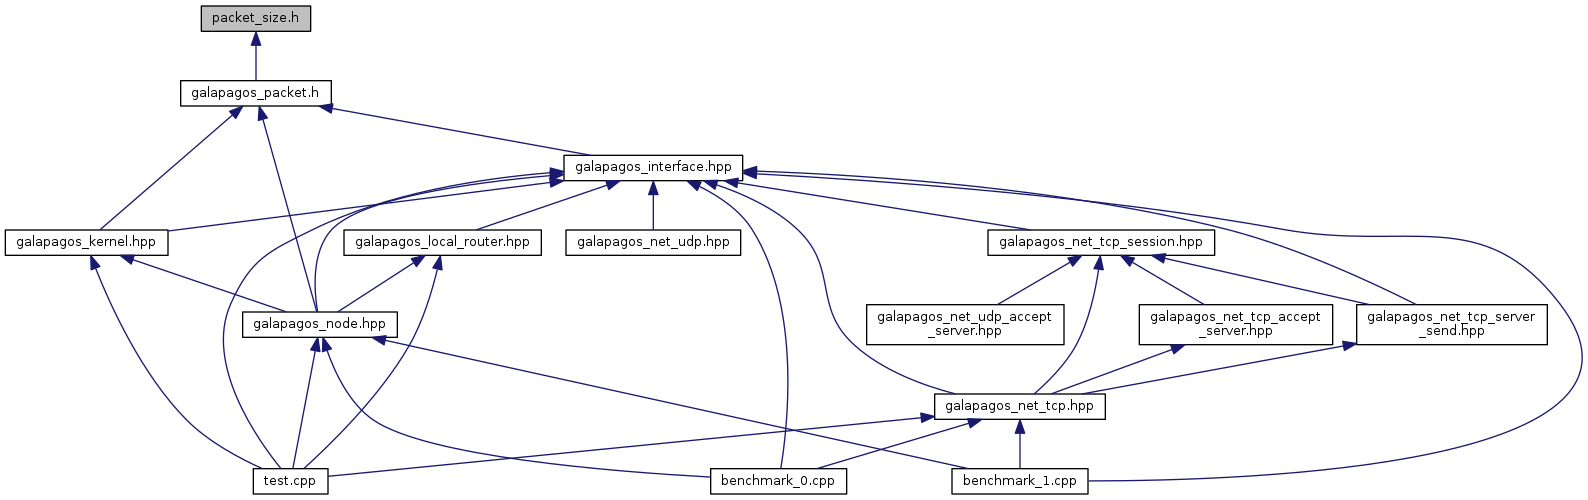 packet_size.h
galapagos_packet.h
galapagos_interface.hpp
galapagos_kernel.hpp
galapagos_local_router.hpp
galapagos_net_udp.hpp
galapagos_net_tcp_session.hpp
galapagos_node.hpp
galapagos_net_udp_accept
_server.hpp
galapagos_net_tcp_accept
_server.hpp
galapagos_net_tcp_server
_send.hpp
galapagos_net_tcp.hpp
test.cpp
benchmark_0.cpp
benchmark_1.cpp